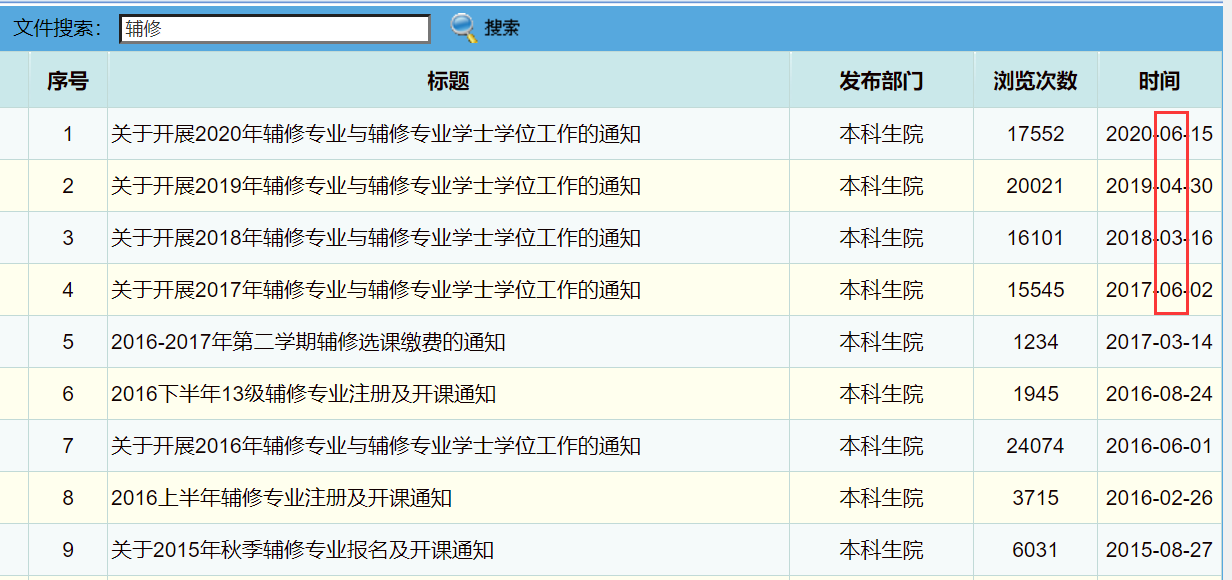 文件搜索： 辅修 搜索
序号 标题 发布部门 浏览次数 时间
1 关于开展2020年辅修专业与辅修专业学士学位工作的通知 本科生院 17552 2020-06-15
2 关于开展2019年辅修专业与辅修专业学士学位工作的通知 本科生院 20021 2019-04-30
3 关于开展2018年辅修专业与辅修专业学士学位工作的通知 本科生院 16101 2018-03-16
4 关于开展2017年辅修专业与辅修专业学士学位工作的通知 本科生院 15545 2017-06-02
5 2016-2017年第二学期辅修选课缴费的通知 本科生院 1234 2017-03-14
6 2016下半年13级辅修专业注册及开课通知 本科生院 1945 2016-08-24
7 关于开展2016年辅修专业与辅修专业学士学位工作的通知 本科生院 24074 2016-06-01
8 2016上半年辅修专业注册及开课通知 本科生院 3715 2016-02-26
9 关于2015年秋季辅修专业报名及开课通知 本科生院 6031 2015-08-27